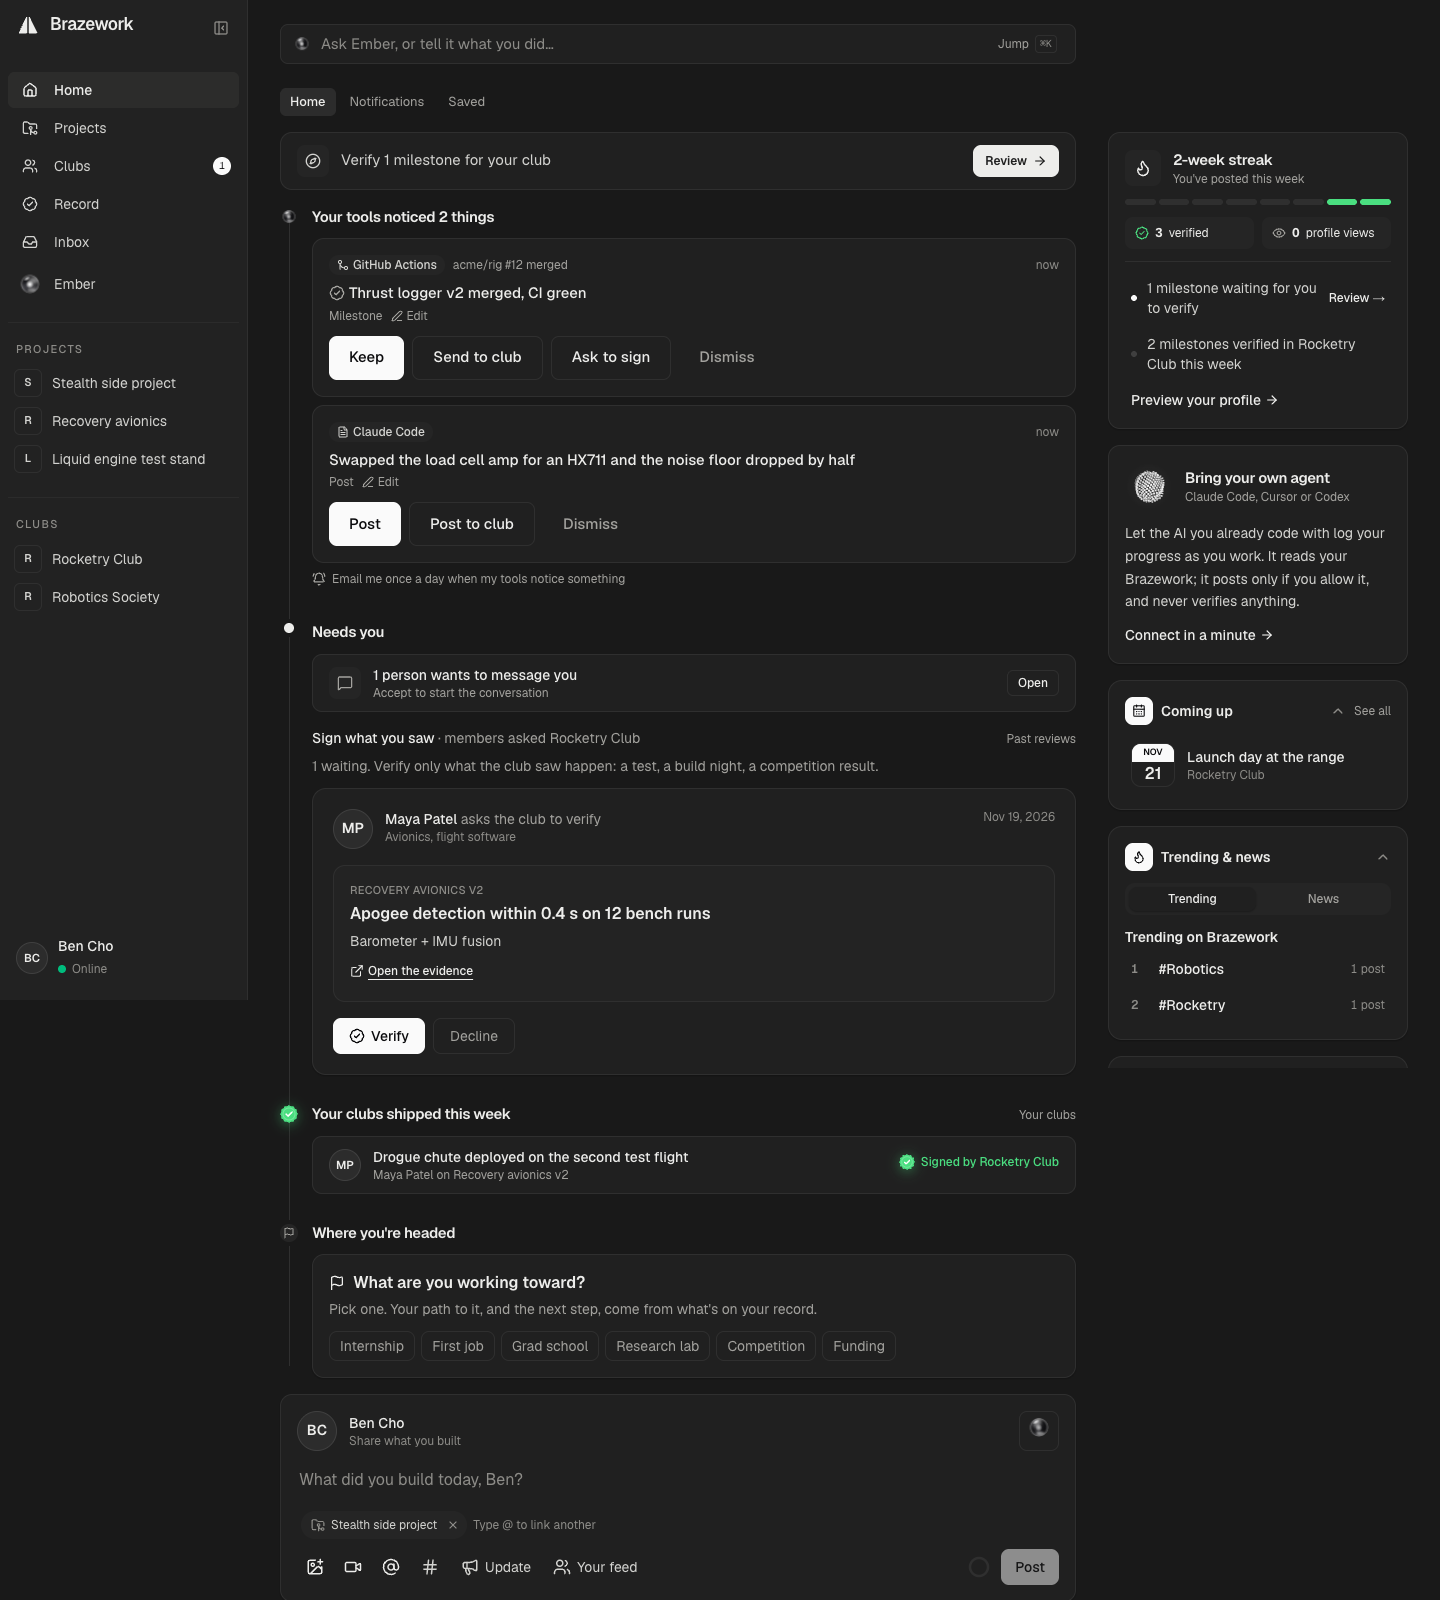 Brazework
Home
Projects
Clubs 1
Record
Inbox
Ember
PROJECTS
S Stealth side project
R Recovery avionics
L Liquid engine test stand
CLUBS
R Rocketry Club
R Robotics Society
BC Ben Cho
Online
Ask Ember, or tell it what you did... Jump ⌘K
Home Notifications Saved
Verify 1 milestone for your club Review →
Your tools noticed 2 things
GitHub Actions acme/rig #12 merged now
Thrust logger v2 merged, CI green
Milestone Edit
Keep Send to club Ask to sign Dismiss
Claude Code now
Swapped the load cell amp for an HX711 and the noise floor dropped by half
Post Edit
Post Post to club Dismiss
Email me once a day when my tools notice something
Needs you
1 person wants to message you
Accept to start the conversation
Open
Sign what you saw · members asked Rocketry Club Past reviews
1 waiting. Verify only what the club saw happen: a test, a build night, a competition result.
MP Maya Patel asks the club to verify Nov 19, 2026
Avionics, flight software
RECOVERY AVIONICS V2
Apogee detection within 0.4 s on 12 bench runs
Barometer + IMU fusion
Open the evidence
Verify Decline
Your clubs shipped this week Your clubs
MP Drogue chute deployed on the second test flight
Maya Patel on Recovery avionics v2
Signed by Rocketry Club
Where you're headed
What are you working toward?
Pick one. Your path to it, and the next step, come from what's on your record.
Internship First job Grad school Research lab Competition Funding
BC Ben Cho
Share what you built
What did you build today, Ben?
Stealth side project × Type @ to link another
Update Your feed Post
2-week streak
You've posted this week
3 verified 0 profile views
1 milestone waiting for you
to verify
Review →
2 milestones verified in Rocketry
Club this week
Preview your profile →
Bring your own agent
Claude Code, Cursor or Codex
Let the AI you already code with log your
progress as you work. It reads your
Brazework; it posts only if you allow it,
and never verifies anything.
Connect in a minute →
Coming up See all
NOV
21
Launch day at the range
Rocketry Club
Trending & news
Trending News
Trending on Brazework
1 #Robotics 1 post
2 #Rocketry 1 post